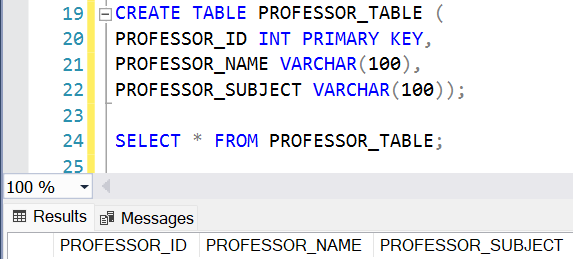 19 CREATE TABLE PROFESSOR_TABLE (
20 PROFESSOR_ID INT PRIMARY KEY,
21 PROFESSOR_NAME VARCHAR(100),
22 PROFESSOR_SUBJECT VARCHAR(100));
23
24 SELECT * FROM PROFESSOR_TABLE;
25
100 %
Results Messages
PROFESSOR_ID PROFESSOR_NAME PROFESSOR_SUBJECT